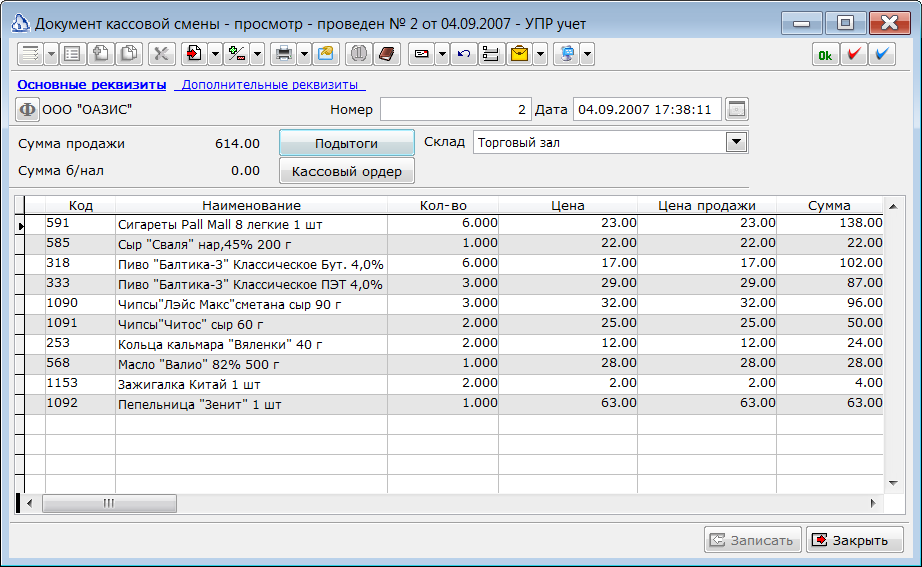 Документ кассовой смены - просмотр - проведен № 2 от 04.09.2007 - УПР учет
Ok
Основные реквизиты Дополнительные реквизиты
Ф ООО "ОАЗИС" Номер 2 Дата 04.09.2007 17:38:11
Сумма продажи 614.00 Подытоги Склад Торговый зал
Сумма б/нал 0.00 Кассовый ордер
Код Наименование Кол-во Цена Цена продажи Сумма
591 Сигареты Pall Mall 8 легкие 1 шт 6.000 23.00 23.00 138.00
585 Сыр "Сваля" нар,45% 200 г 1.000 22.00 22.00 22.00
318 Пиво "Балтика-3" Классическое Бут. 4,0% 6.000 17.00 17.00 102.00
333 Пиво "Балтика-3" Классическое ПЭТ 4,0% 3.000 29.00 29.00 87.00
1090 Чипсы"Лэйс Макс"сметана сыр 90 г 3.000 32.00 32.00 96.00
1091 Чипсы"Читос" сыр 60 г 2.000 25.00 25.00 50.00
253 Кольца кальмара "Вяленки" 40 г 2.000 12.00 12.00 24.00
568 Масло "Валио" 82% 500 г 1.000 28.00 28.00 28.00
1153 Зажигалка Китай 1 шт 2.000 2.00 2.00 4.00
1092 Пепельница "Зенит" 1 шт 1.000 63.00 63.00 63.00
Записать Закрыть